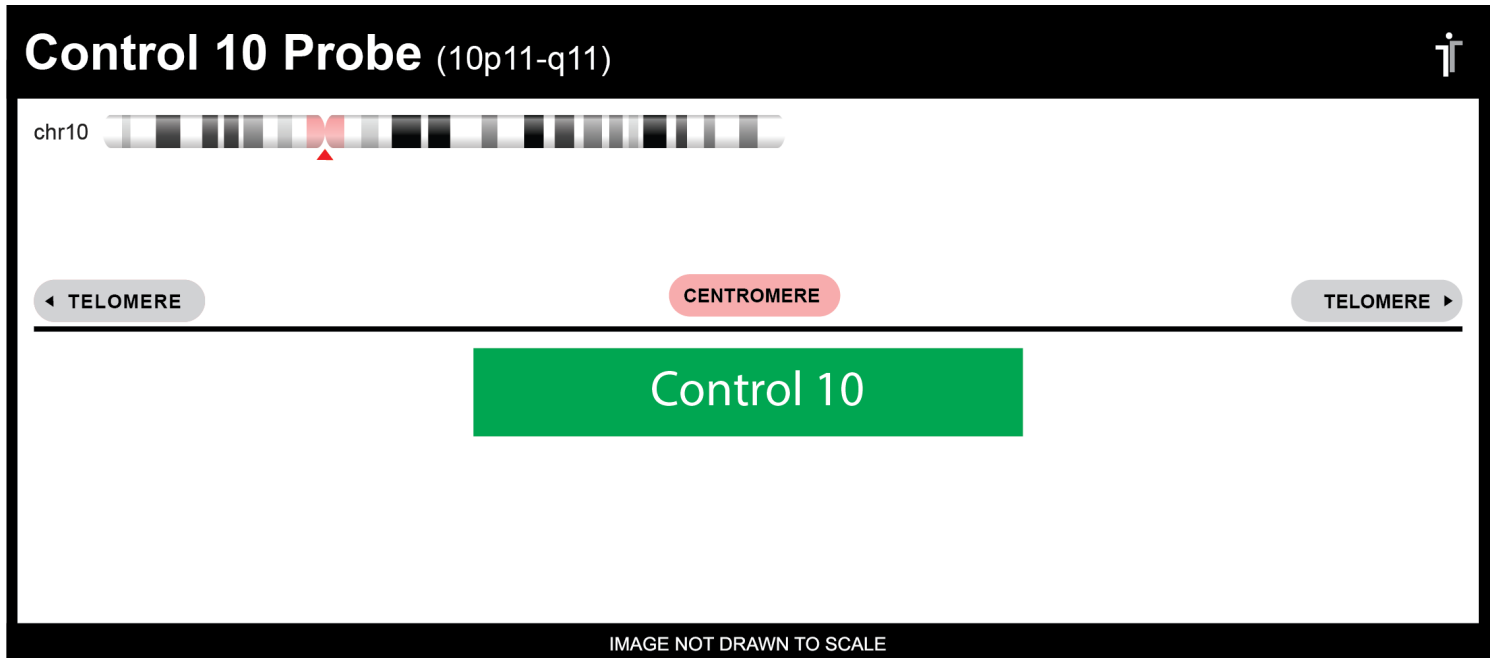 Control 10 Probe (10p11-q11)
chr10
TELOMERE
CENTROMERE
TELOMERE
Control 10
IMAGE NOT DRAWN TO SCALE